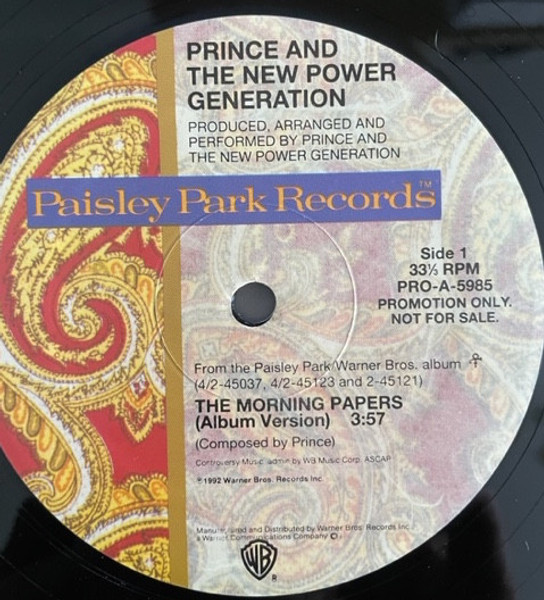 PRINCE AND
THE NEW POWER
GENERATION
PRODUCED, ARRANGED AND
PERFORMED BY PRINCE AND
THE NEW POWER GENERATION
Paisley Park Records™
Side 1
33⅓ RPM
PRO-A-5985
PROMOTION ONLY.
NOT FOR SALE.
From the Paisley Park/Warner Bros. album
(4/2-45037, 4/2-45123 and 2-45121)
THE MORNING PAPERS
(Album Version) 3:57
(Composed by Prince)
Controversy Music admin by WB Music Corp. ASCAP
℗ 1992 Warner Bros. Records Inc.
Manufactured and Distributed by Warner Bros. Records Inc.,
a Warner Communications Company ©
WB
®